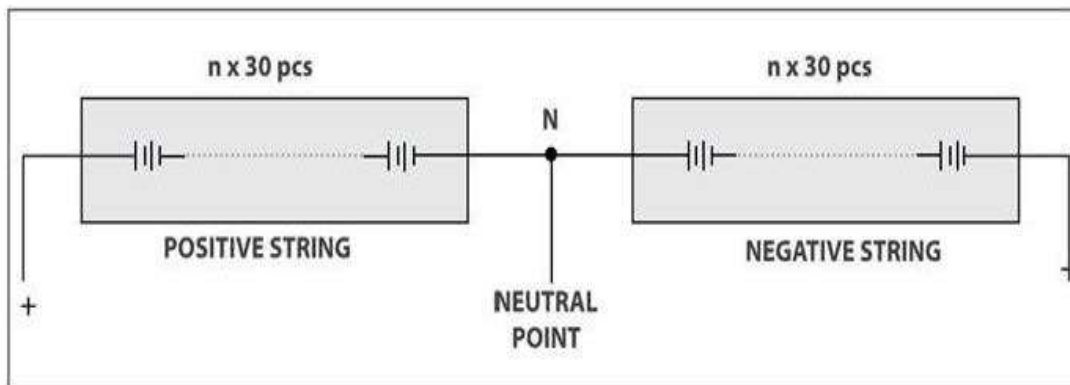 n x 30 pcs
n x 30 pcs
N
POSITIVE STRING
NEGATIVE STRING
+
NEUTRAL
POINT